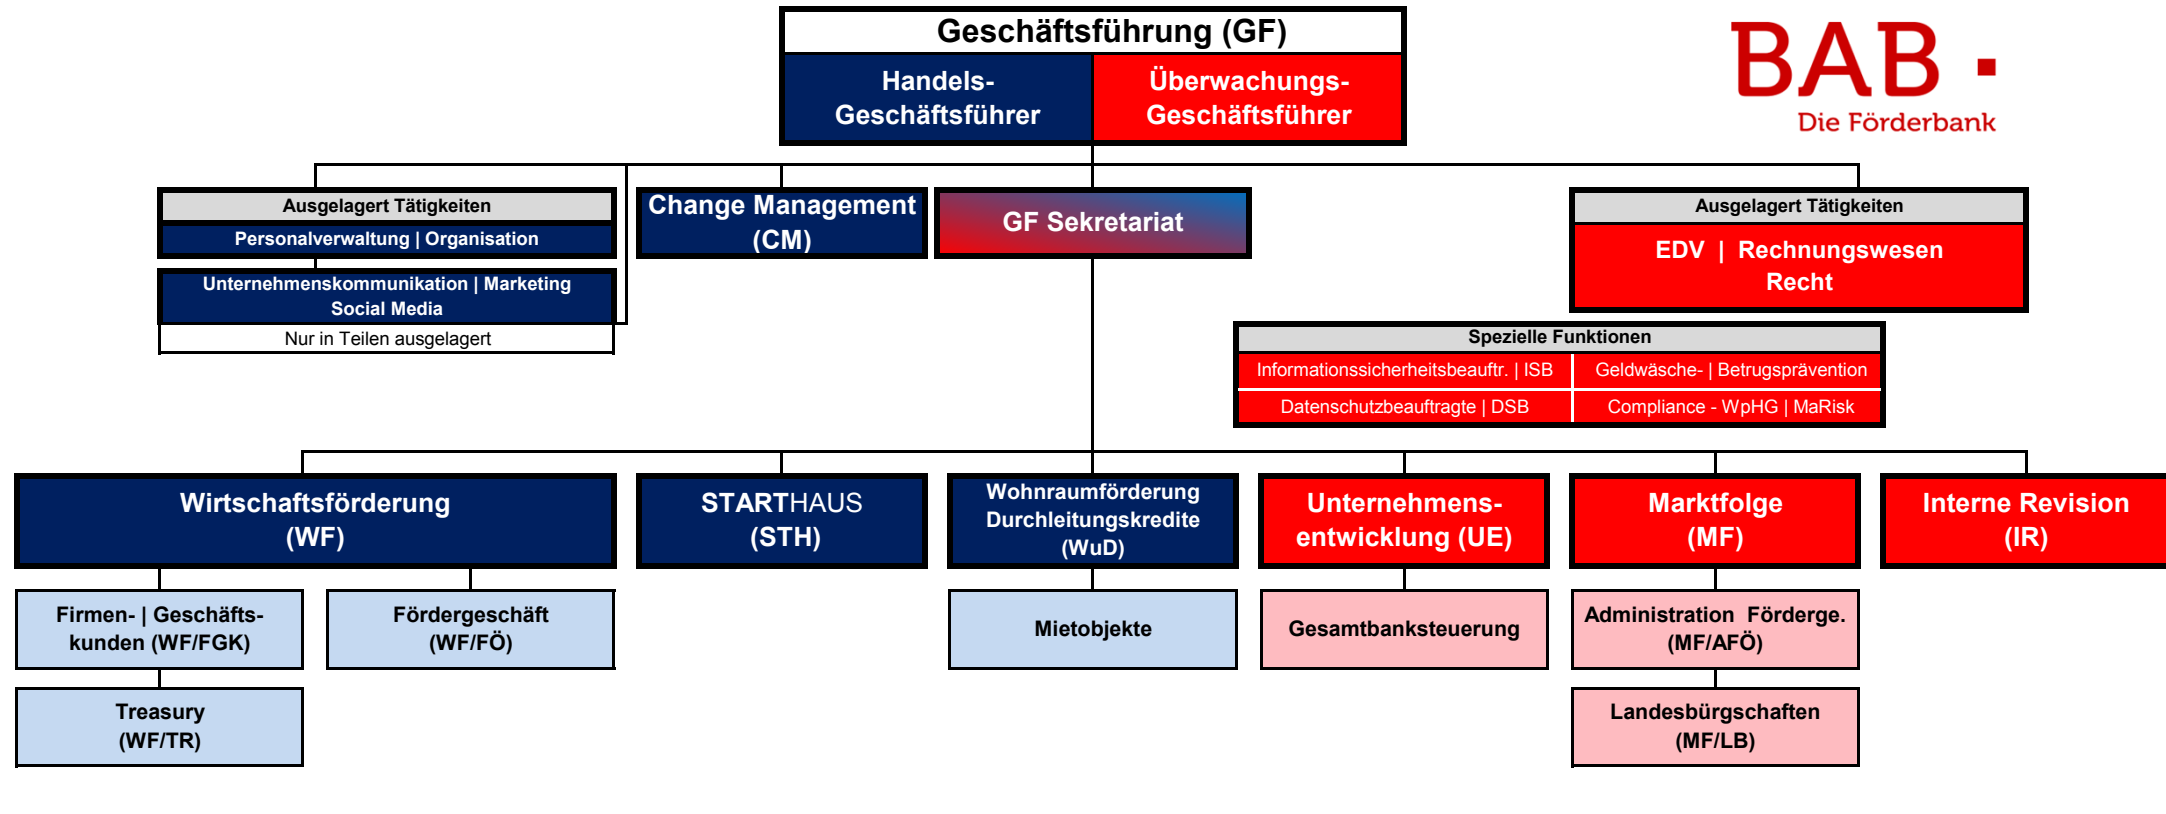 Geschäftsführung (GF)
Handels-
Geschäftsführer
Überwachungs-
Geschäftsführer
BAB
Die Förderbank
Ausgelagert Tätigkeiten
Personalverwaltung | Organisation
Unternehmenskommunikation | Marketing
Social Media
Nur in Teilen ausgelagert
Change Management
(CM)
GF Sekretariat
Ausgelagert Tätigkeiten
EDV | Rechnungswesen
Recht
Spezielle Funktionen
Informationssicherheitsbeauftr. | ISB
Geldwäsche- | Betrugsprävention
Datenschutzbeauftragte | DSB
Compliance - WpHG | MaRisk
Wirtschaftsförderung
(WF)
STARTHAUS
(STH)
Wohnraumförderung
Durchleitungskredite
(WuD)
Unternehmens-
entwicklung (UE)
Marktfolge
(MF)
Interne Revision
(IR)
Firmen- | Geschäfts-
kunden (WF/FGK)
Fördergeschäft
(WF/FÖ)
Mietobjekte
Gesamtbanksteuerung
Administration Förderge.
(MF/AFÖ)
Treasury
(WF/TR)
Landesbürgschaften
(MF/LB)